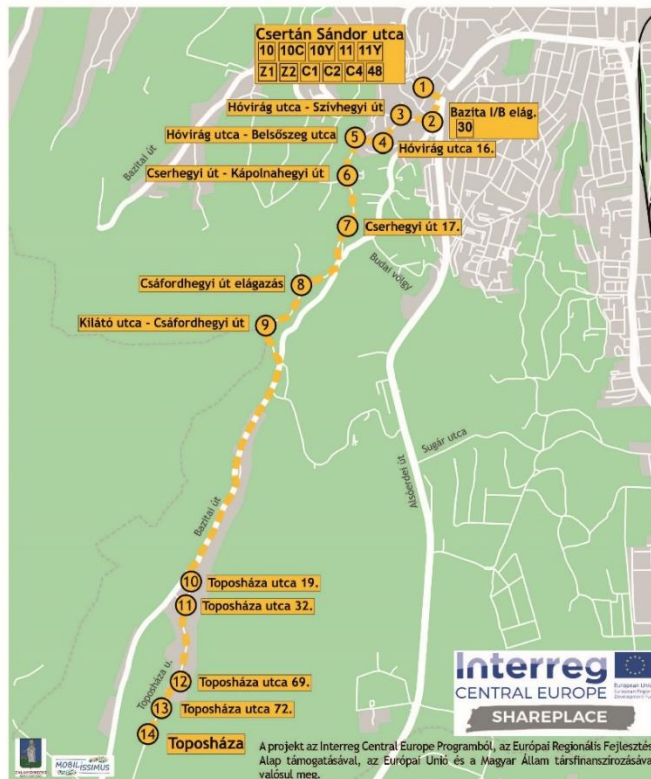 Csertán Sándor utca
10 10C 10Y 11 11Y
Z1 Z2 C1 C2 C4 48
1
Hóvirág utca - Szívhegyi út
3
2
Bazita I/B elág.
30
Hóvirág utca - Belsőszeg utca
5
4
Hóvirág utca 16.
Bazitai út
Cserhegyi út - Kápolnahegyi út
6
7
Cserhegyi út 17.
Budai völgy
Csáfordhegyi út elágazás
8
Kilátó utca - Csáfordhegyi út
9
Sugár utca
Alsóerdei út
Bazitai út
10
Toposháza utca 19.
11
Toposháza utca 32.
Toposháza u.
12
Toposháza utca 69.
13
Toposháza utca 72.
14
Toposháza
Interreg
CENTRAL EUROPE
European Union
SHAREPLACE
MOBILISSIMUS
A projekt az Interreg Central Europe Programból, az Európai Regionális Fejlesztés
Alap támogatásával, az Európai Unió és a Magyar Állam társfinanszírozásáva
valósul meg.